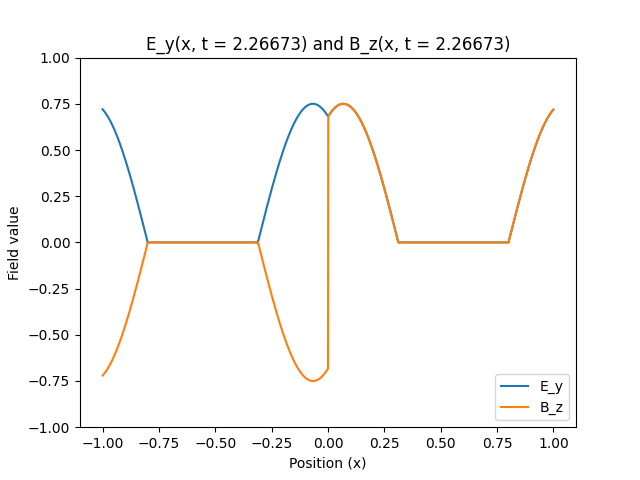 E_y(x, t = 2.26673) and B_z(x, t = 2.26673)
1.00
0.75
0.50
0.25
0.00
−0.25
−0.50
−0.75
−1.00
Field value
−1.00 −0.75 −0.50 −0.25 0.00 0.25 0.50 0.75 1.00
Position (x)
E_y
B_z